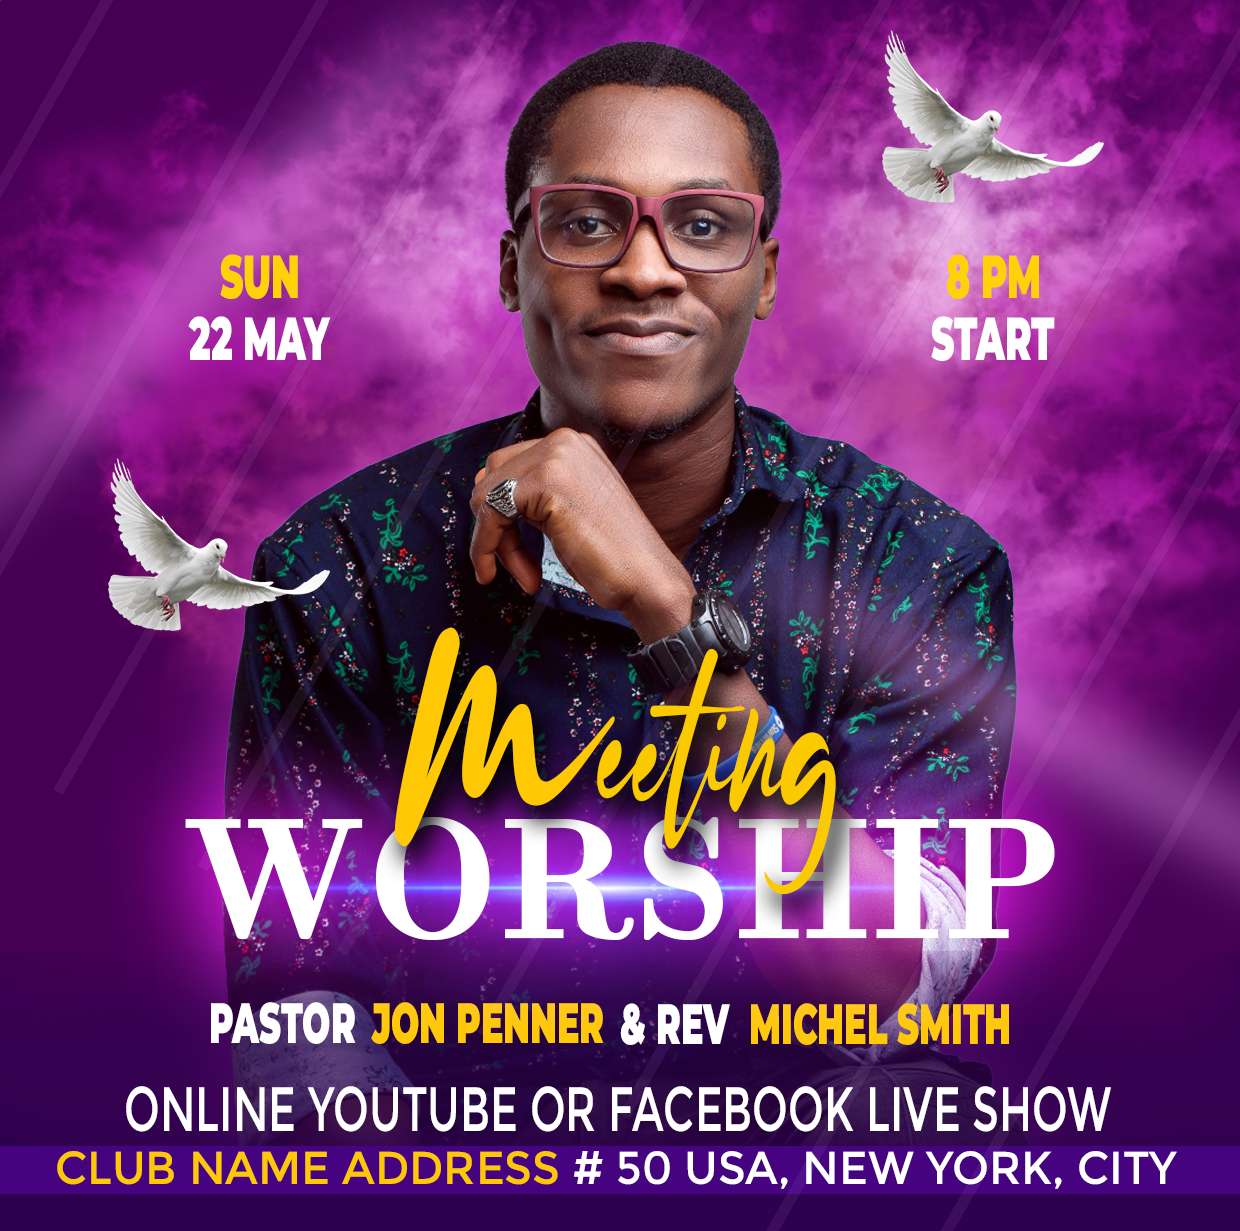 SUN
22 MAY
8 PM
START
Meeting
WORSHIP
PASTOR JON PENNER & REV MICHEL SMITH
ONLINE YOUTUBE OR FACEBOOK LIVE SHOW
CLUB NAME ADDRESS # 50 USA, NEW YORK, CITY